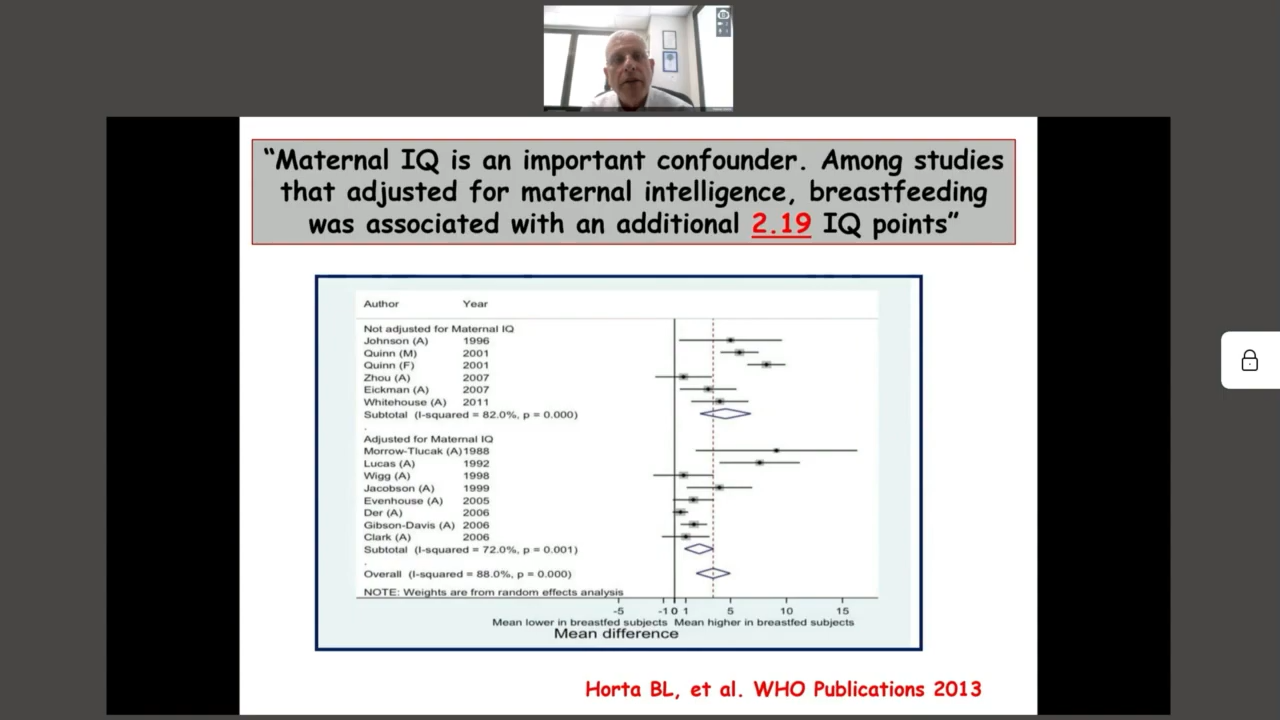 “Maternal IQ is an important confounder. Among studies
that adjusted for maternal intelligence, breastfeeding
was associated with an additional 2.19 IQ points”
Author Year
Not adjusted for Maternal IQ
Johnson (A) 1996
Quinn (M) 2001
Quinn (F) 2001
Zhou (A) 2007
Eickman (A) 2007
Whitehouse (A) 2011
Subtotal (I-squared = 82.0%, p = 0.000)
.
Adjusted for Maternal IQ
Morrow-Tlucak (A) 1988
Lucas (A) 1992
Wigg (A) 1998
Jacobson (A) 1999
Evenhouse (A) 2005
Der (A) 2006
Gibson-Davis (A) 2006
Clark (A) 2006
Subtotal (I-squared = 72.0%, p = 0.001)
.
Overall (I-squared = 88.0%, p = 0.000)
NOTE: Weights are from random effects analysis
-5 -1 0 1 5 10 15
Mean lower in breastfed subjects Mean higher in breastfed subjects
Mean difference
Horta BL, et al. WHO Publications 2013